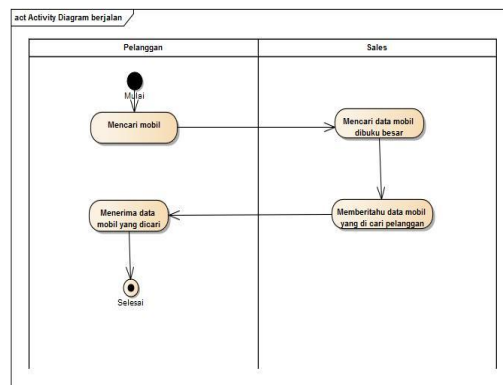 act Activity Diagram berjalan
Pelanggan
Sales
Mulai
Mencari mobil
Mencari data mobil
dibuku besar
Menerima data
mobil yang dicari
Memberitahu data mobil
yang di cari pelanggan
Selesai